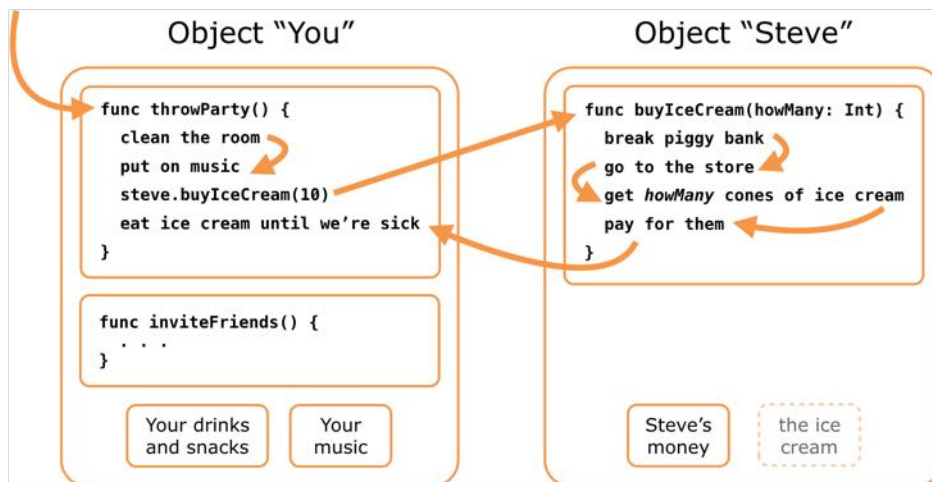 Object “You”
func throwParty() {
clean the room
put on music
steve.buyIceCream(10)
eat ice cream until we’re sick
}
func inviteFriends() {
. . .
}
Your drinks
and snacks
Your
music
Object “Steve”
func buyIceCream(howMany: Int) {
break piggy bank
go to the store
get howMany cones of ice cream
pay for them
}
Steve’s
money
the ice
cream